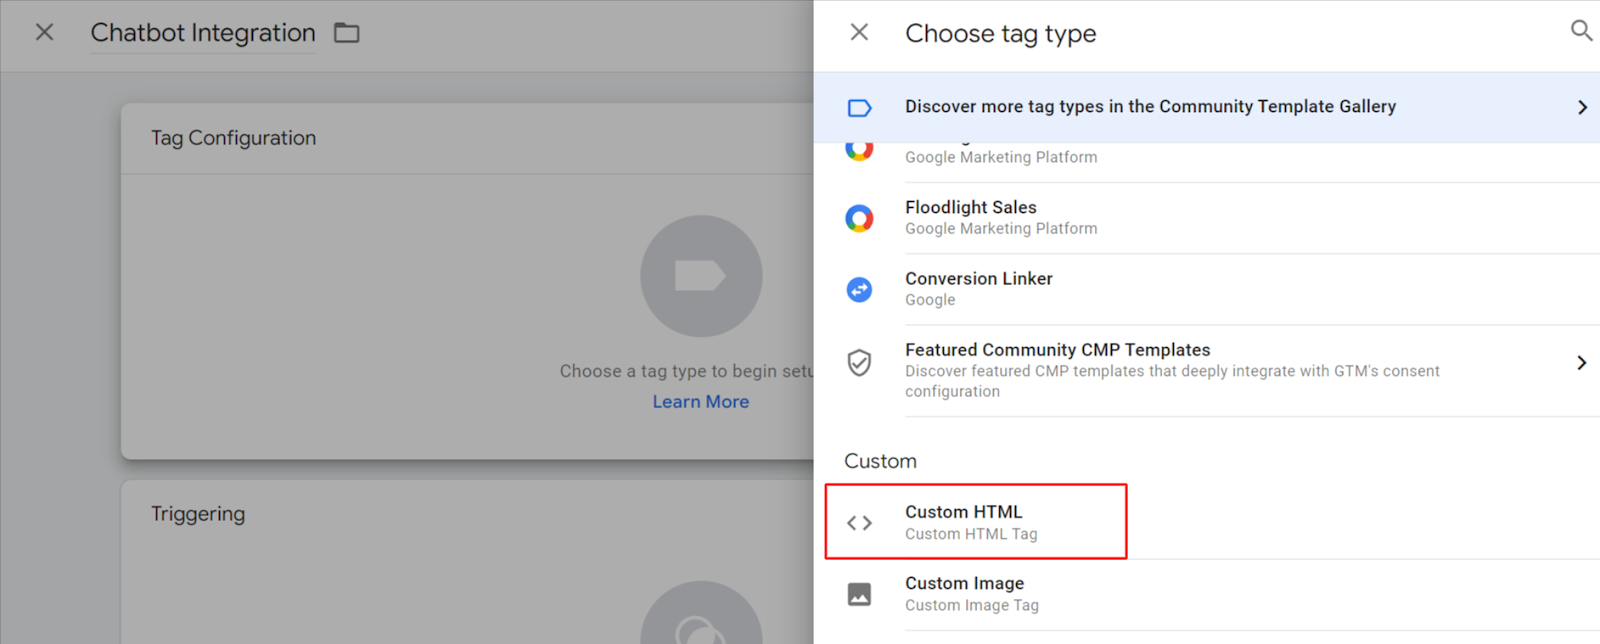 Chatbot Integration
Tag Configuration
Choose a tag type to begin
Learn More
Triggering
Choose tag type
Discover more tag types in the Community Template Gallery
Google Marketing Platform
Floodlight Sales
Google Marketing Platform
Conversion Linker
Google
Featured Community CMP Templates
Discover featured CMP templates that deeply integrate with GTM's consent
configuration
Custom
Custom HTML
Custom HTML Tag
Custom Image
Custom Image Tag